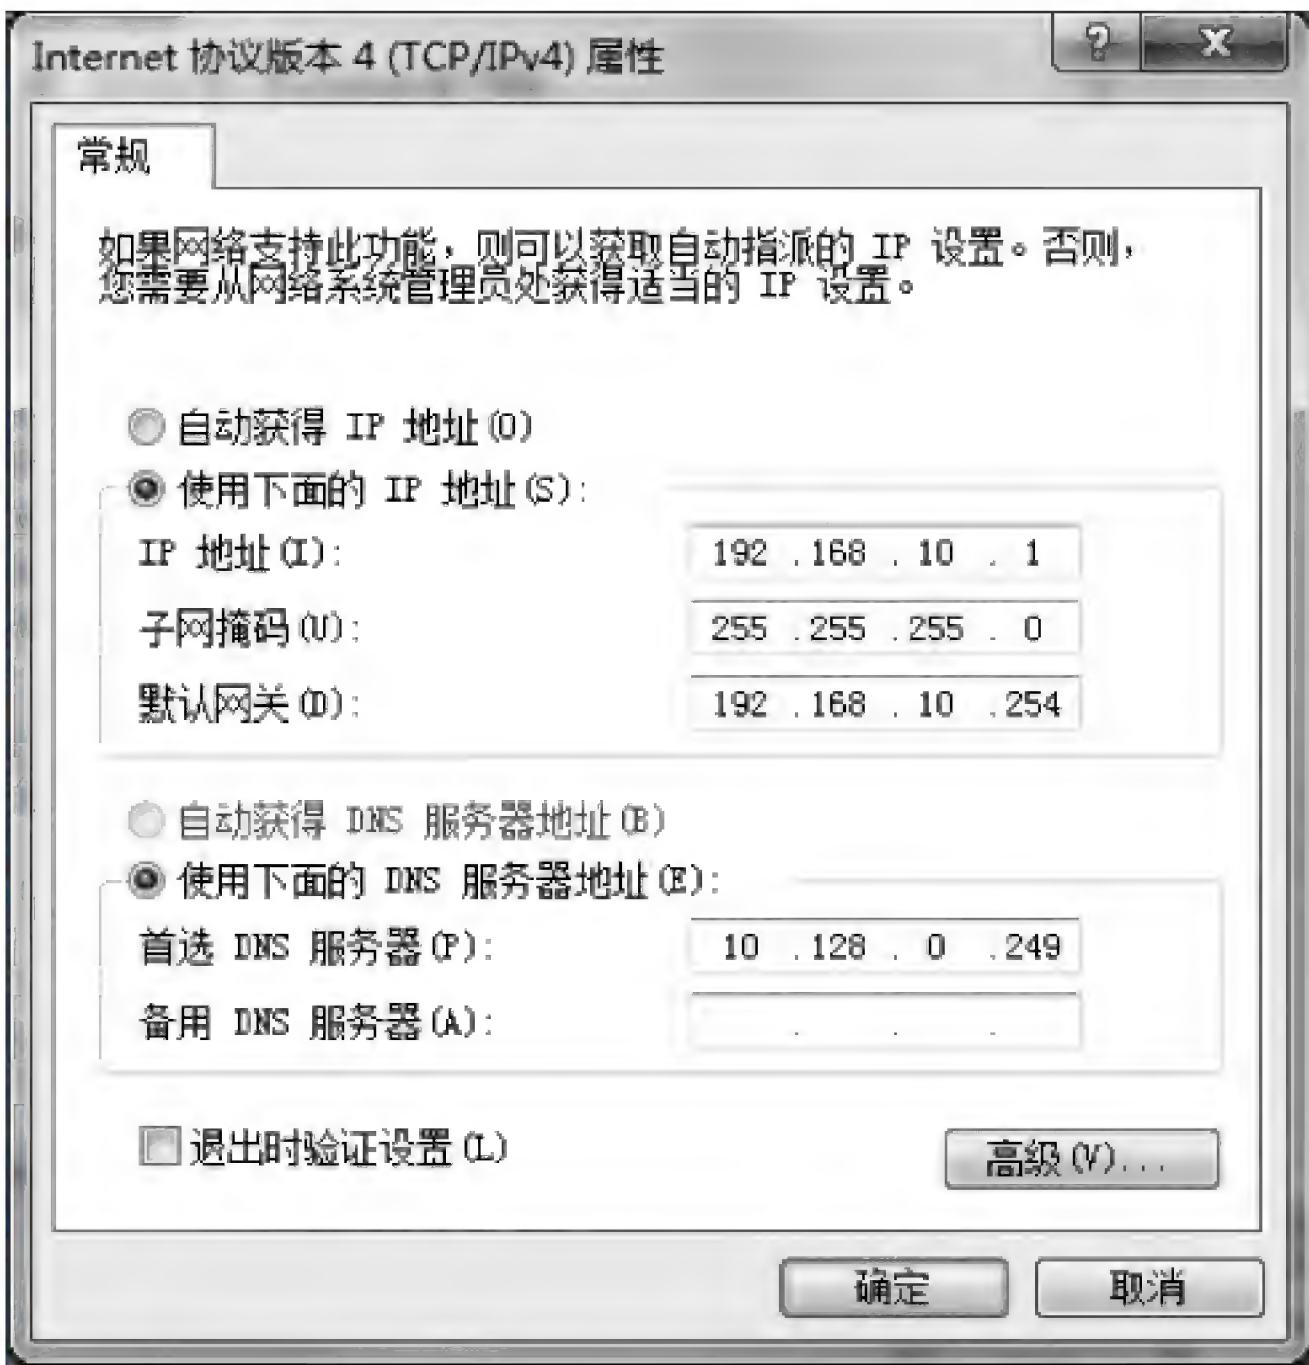 Internet 协议版本 4 (TCP/IPv4) 属性
常规
如果网络支持此功能，则可以获取自动指派的 IP 设置。否则，
您需要从网络系统管理员处获得适当的 IP 设置。
自动获得 IP 地址(O)
使用下面的 IP 地址(S):
IP 地址(I): 192 . 168 . 10 . 1
子网掩码(U): 255 . 255 . 255 . 0
默认网关(D): 192 . 168 . 10 . 254
自动获得 DNS 服务器地址(B)
使用下面的 DNS 服务器地址(E):
首选 DNS 服务器(P): 10 . 128 . 0 . 249
备用 DNS 服务器(A): . . .
退出时验证设置(L)
高级(V)...
确定 取消